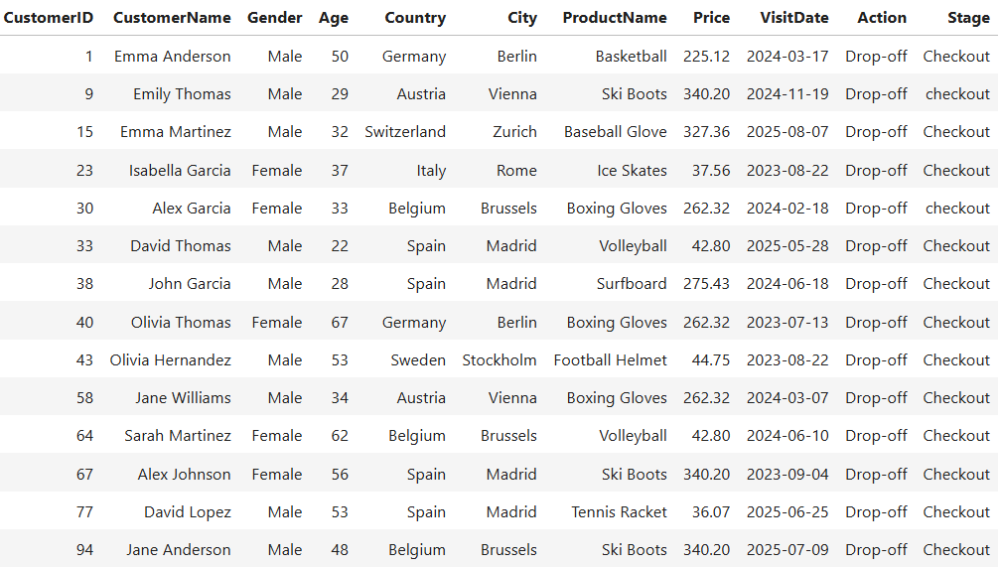 CustomerID CustomerName Gender Age Country City ProductName Price VisitDate Action Stage
1 Emma Anderson Male 50 Germany Berlin Basketball 225.12 2024-03-17 Drop-off Checkout
9 Emily Thomas Male 29 Austria Vienna Ski Boots 340.20 2024-11-19 Drop-off checkout
15 Emma Martinez Male 32 Switzerland Zurich Baseball Glove 327.36 2025-08-07 Drop-off Checkout
23 Isabella Garcia Female 37 Italy Rome Ice Skates 37.56 2023-08-22 Drop-off Checkout
30 Alex Garcia Female 33 Belgium Brussels Boxing Gloves 262.32 2024-02-18 Drop-off checkout
33 David Thomas Male 22 Spain Madrid Volleyball 42.80 2025-05-28 Drop-off Checkout
38 John Garcia Male 28 Spain Madrid Surfboard 275.43 2024-06-18 Drop-off Checkout
40 Olivia Thomas Female 67 Germany Berlin Boxing Gloves 262.32 2023-07-13 Drop-off Checkout
43 Olivia Hernandez Male 53 Sweden Stockholm Football Helmet 44.75 2023-08-22 Drop-off Checkout
58 Jane Williams Male 34 Austria Vienna Boxing Gloves 262.32 2024-03-07 Drop-off Checkout
64 Sarah Martinez Female 62 Belgium Brussels Volleyball 42.80 2024-06-10 Drop-off Checkout
67 Alex Johnson Female 56 Spain Madrid Ski Boots 340.20 2023-09-04 Drop-off Checkout
77 David Lopez Male 53 Spain Madrid Tennis Racket 36.07 2025-06-25 Drop-off Checkout
94 Jane Anderson Male 48 Belgium Brussels Ski Boots 340.20 2025-07-09 Drop-off Checkout